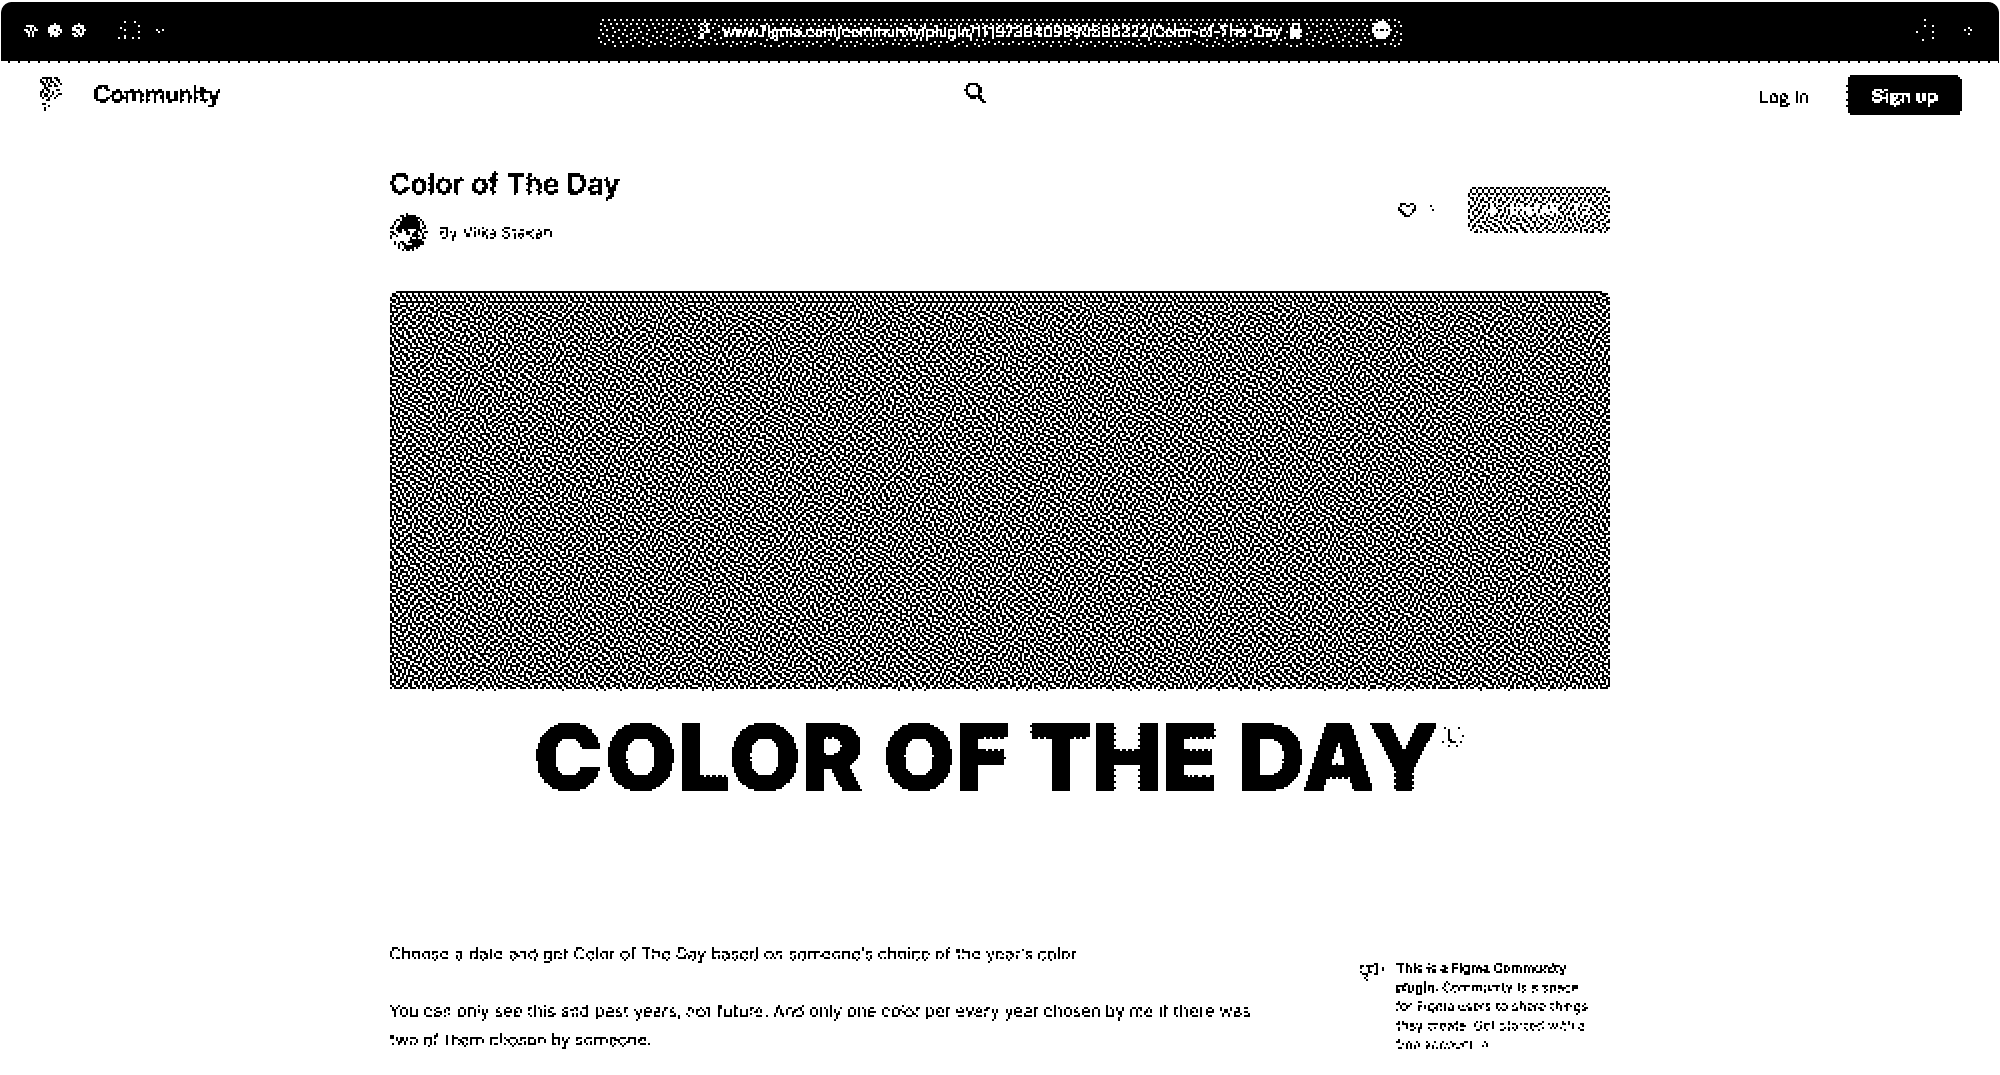 www.figma.com/community/plugin/1119738409890586322/Color-of-The-Day
Community
Log in
Sign up
Color of The Day
By Vitka
COLOR OF THE DAY
Choose a date and get Color of The Day based on someone's choice of the year's color
You can only see this and past years, not future. And only one color per every year chosen by me if there was
two of them chosen by someone.
This is a Figma Community
plugin. Community is a space
for Figma users to share things
they create. Get started with a
free account